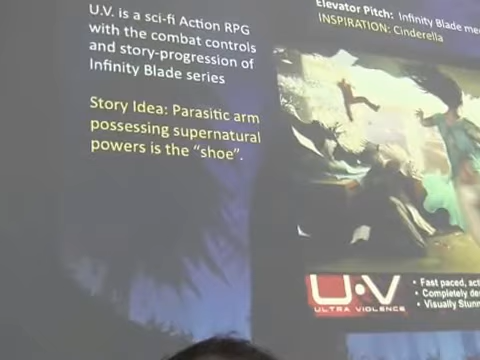 U.V. is a sci-fi Action RPG
with the combat controls
and story-progression of
Infinity Blade series
Story Idea: Parasitic arm
possessing supernatural
powers is the “shoe”.
Elevator Pitch: Infinity Blade
INSPIRATION: Cinderella
U·V
ULTRA VIOLENCE
• Fast paced,
• Completely
• Visually